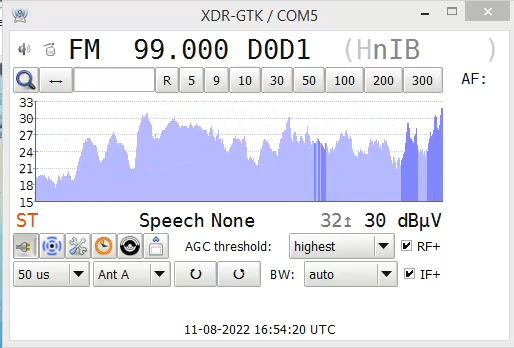 XDR-GTK / COM5
FM 99.000 D0D1 (HnIB )
↔ R 5 9 10 30 50 100 200 300 AF:
33
30
27
24
21
18
15
ST Speech None 32↕ 30 dBµV
AGC threshold: highest RF+
50 us Ant A ↻ ↻ BW: auto IF+
11-08-2022 16:54:20 UTC